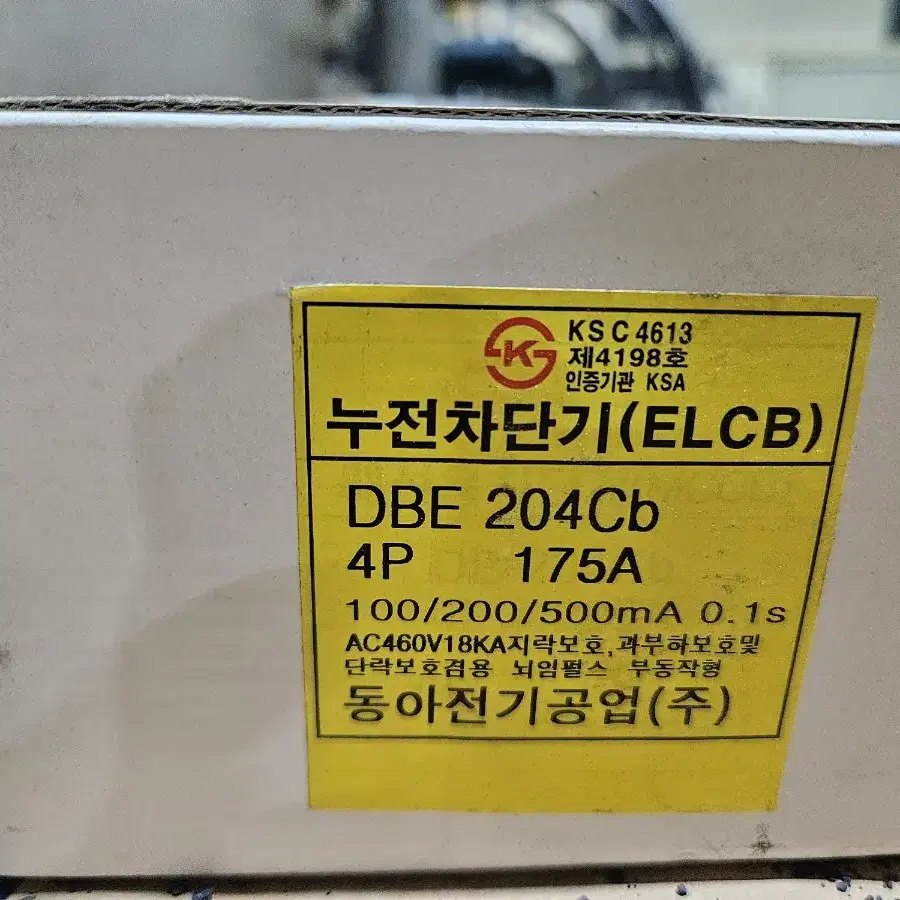 KS C 4613
제4198호
인증기관 KSA
누전차단기(ELCB)
DBE 204Cb
4P 175A
100/200/500mA 0.1s
AC460V18KA지락보호,과부하보호및
단락보호겸용 뇌임펄스 부동작형
동아전기공업(주)